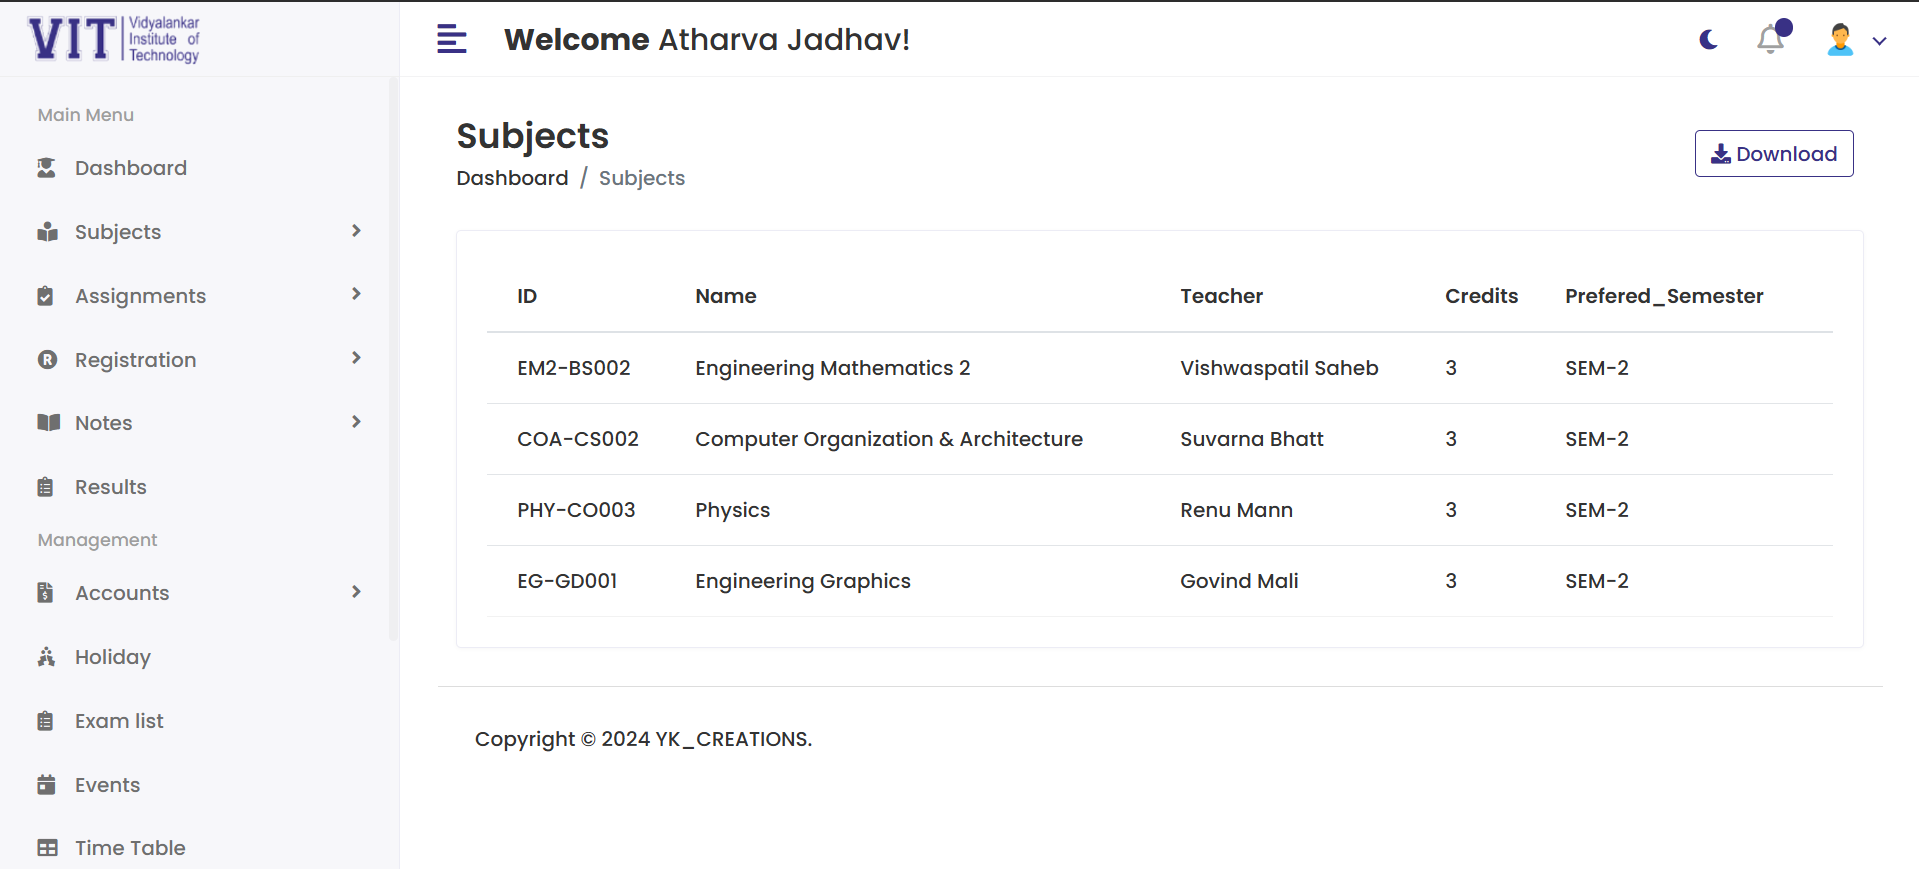 VIT Vidyalankar
Institute of
Technology
Welcome Atharva Jadhav!
Main Menu
Dashboard
Subjects
Assignments
Registration
Notes
Results
Management
Accounts
Holiday
Exam list
Events
Time Table
Subjects
Dashboard / Subjects
Download
ID Name Teacher Credits Prefered_Semester
EM2-BS002 Engineering Mathematics 2 Vishwaspatil Saheb 3 SEM-2
COA-CS002 Computer Organization & Architecture Suvarna Bhatt 3 SEM-2
PHY-CO003 Physics Renu Mann 3 SEM-2
EG-GD001 Engineering Graphics Govind Mali 3 SEM-2
Copyright © 2024 YK_CREATIONS.